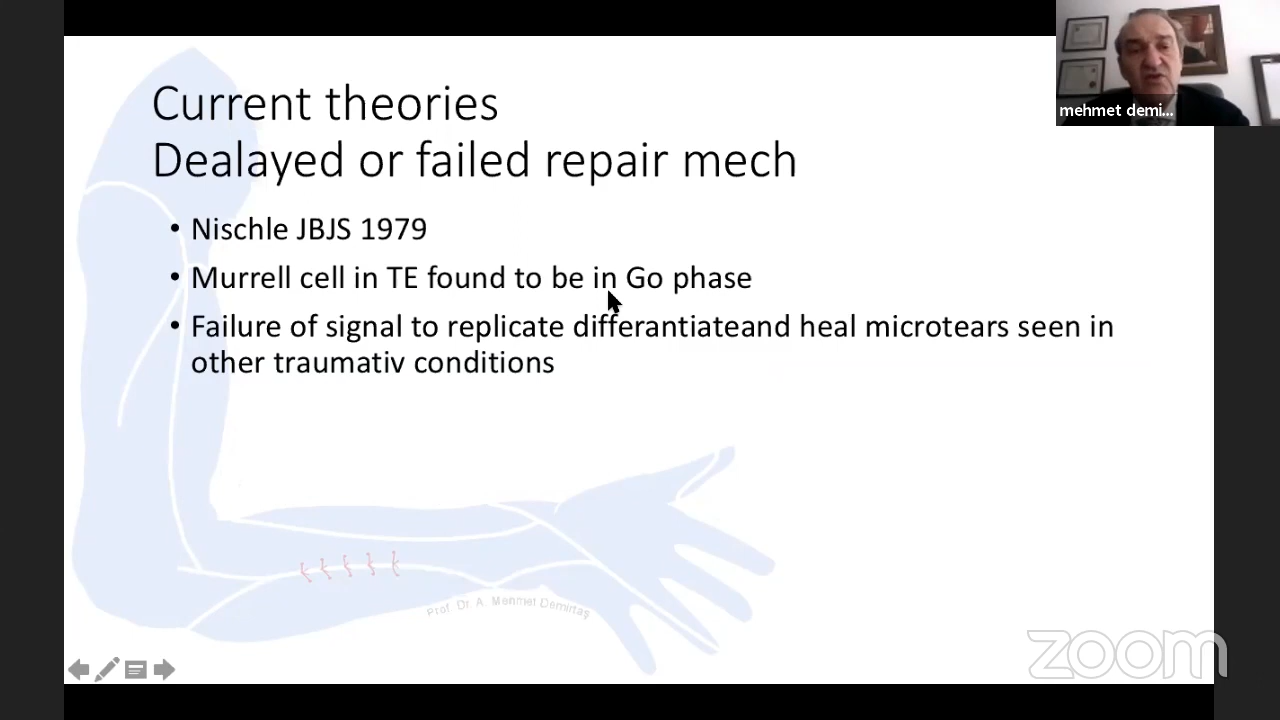 Current theories
Dealayed or failed repair mech
• Nischle JBJS 1979
• Murrell cell in TE found to be in Go phase
• Failure of signal to replicate differantiateand heal microtears seen in
other traumativ conditions
Prof. Dr. A. Mehmet Demirtaş
mehmet demi...
zoom